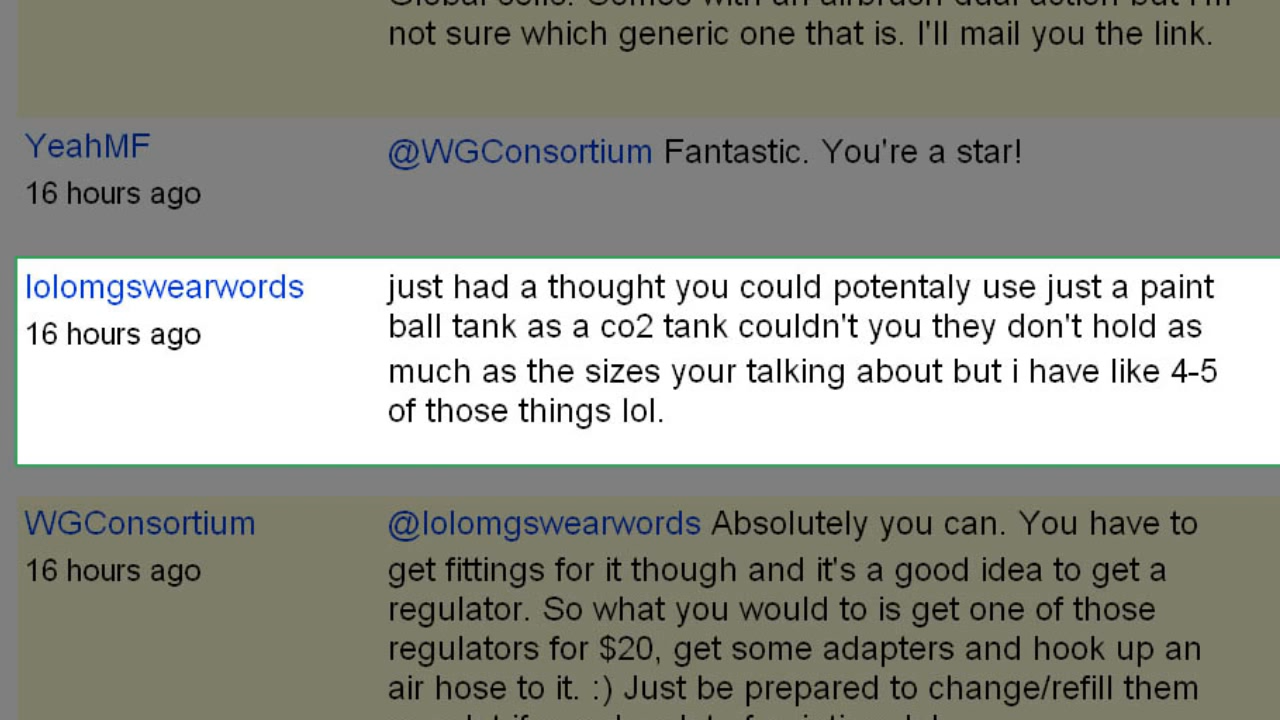 not sure which generic one that is. I'll mail you the link.
YeahMF
16 hours ago
@WGConsortium Fantastic. You're a star!
lolomgswearwords
16 hours ago
just had a thought you could potentaly use just a paint
ball tank as a co2 tank couldn't you they don't hold as
much as the sizes your talking about but i have like 4-5
of those things lol.
WGConsortium
16 hours ago
@lolomgswearwords Absolutely you can. You have to
get fittings for it though and it's a good idea to get a
regulator. So what you would to is get one of those
regulators for $20, get some adapters and hook up an
air hose to it. :) Just be prepared to change/refill them